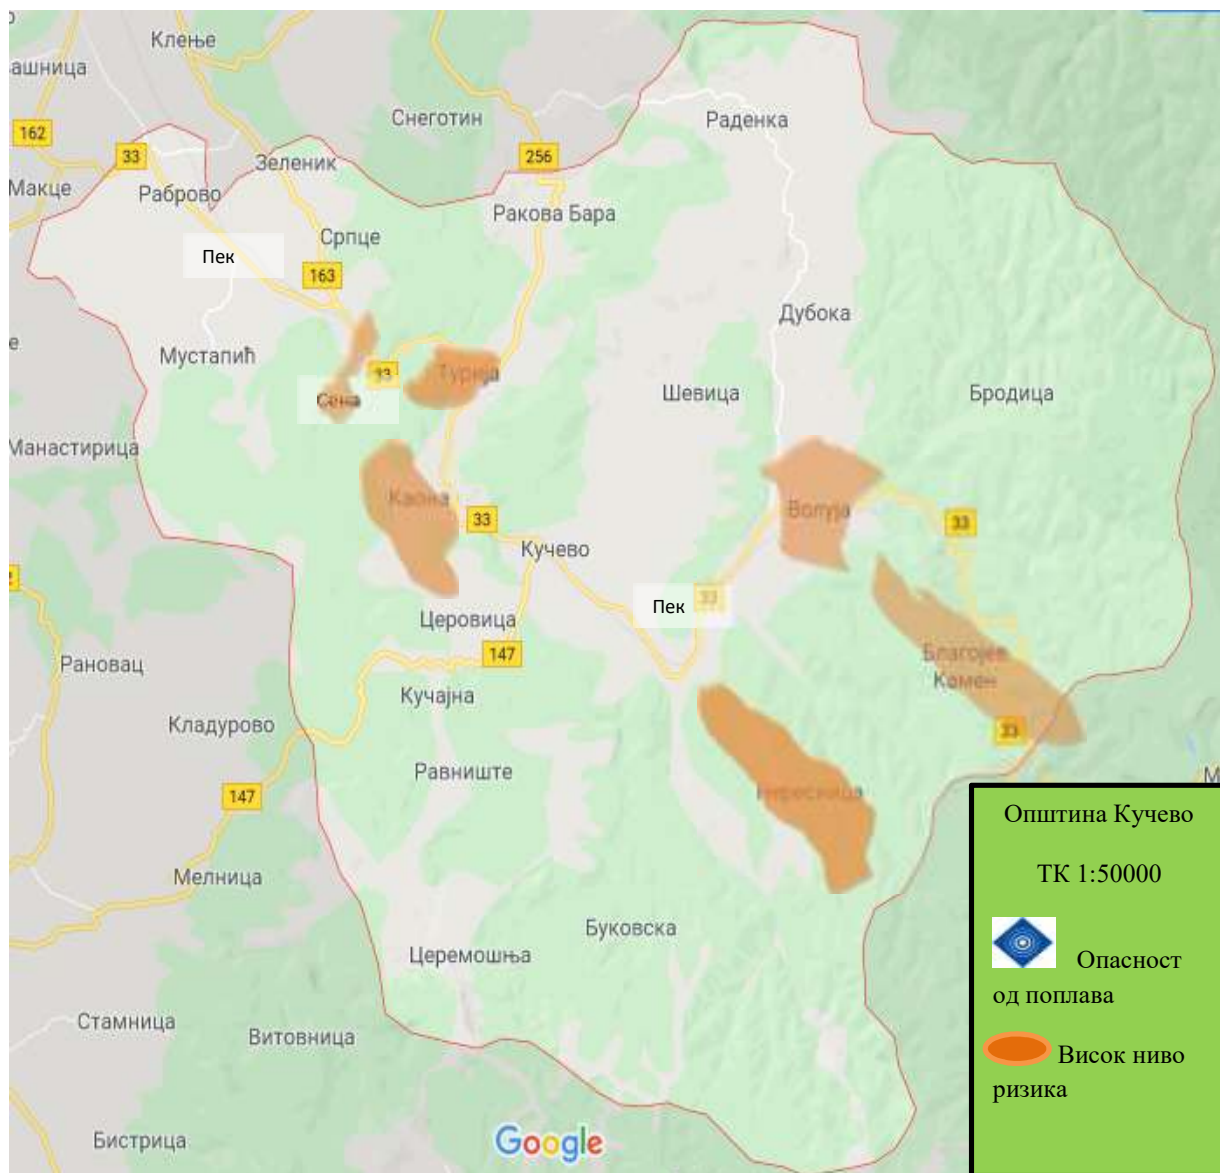 Клење
ашница
Снеготин
Раденка
162
33
256
Зеленик
Макце
Раброво
Ракова Бара
Српце
Пек
163
Дубока
е
Мустапић
33
Турија
Шевица
Бродица
Сена
Манастирица
Каона
Волуја
33
33
Кучево
Пек
33
Церовица
147
Благојев
Камен
Рановац
Кучајна
Кладурово
33
Равниште
М
147
Нересница
Општина Кучево
ТК 1:50000
Мелница
Буковска
Церемошња
Опасност
од поплава
Стамница
Витовница
Висок ниво
ризика
Бистрица
Google